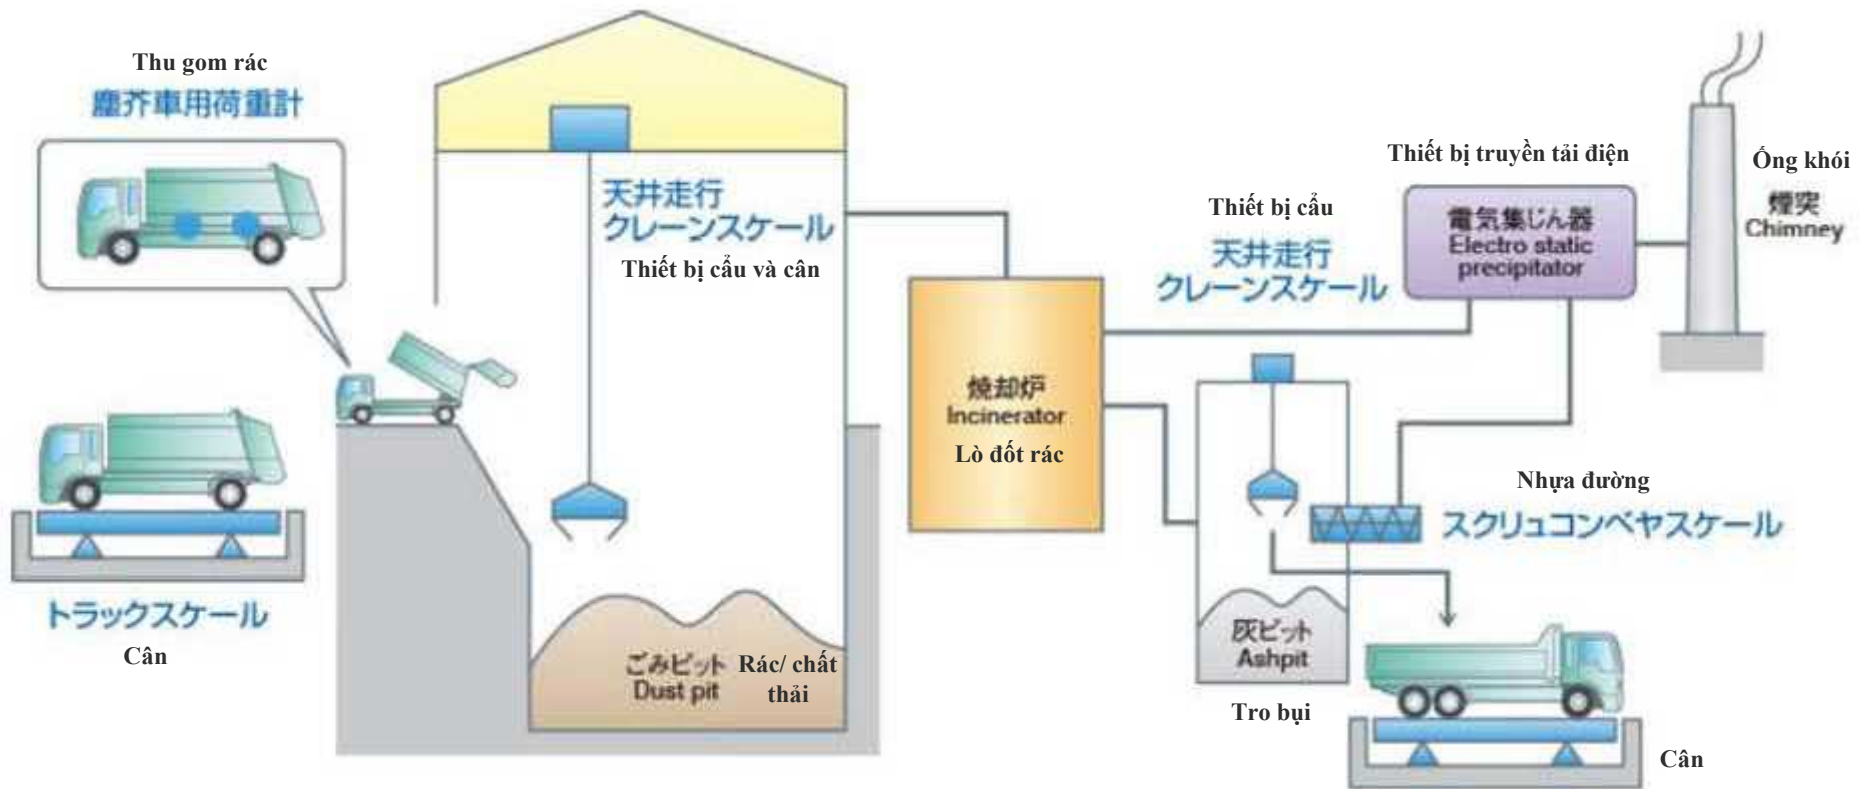 Thu gom rác
塵芥車用荷重計
トラックスケール
Cân
天井走行
クレーンスケール
Thiết bị cẩu và cân
ごみピット
Dust pit
Rác/ chất
thải
焼却炉
Incinerator
Lò đốt rác
Thiết bị cẩu
天井走行
クレーンスケール
Thiết bị truyền tải điện
電気集じん器
Electro static
precipitator
Ống khói
煙突
Chimney
Nhựa đường
スクリュコンベヤスケール
灰ピット
Ashpit
Tro bụi
Cân